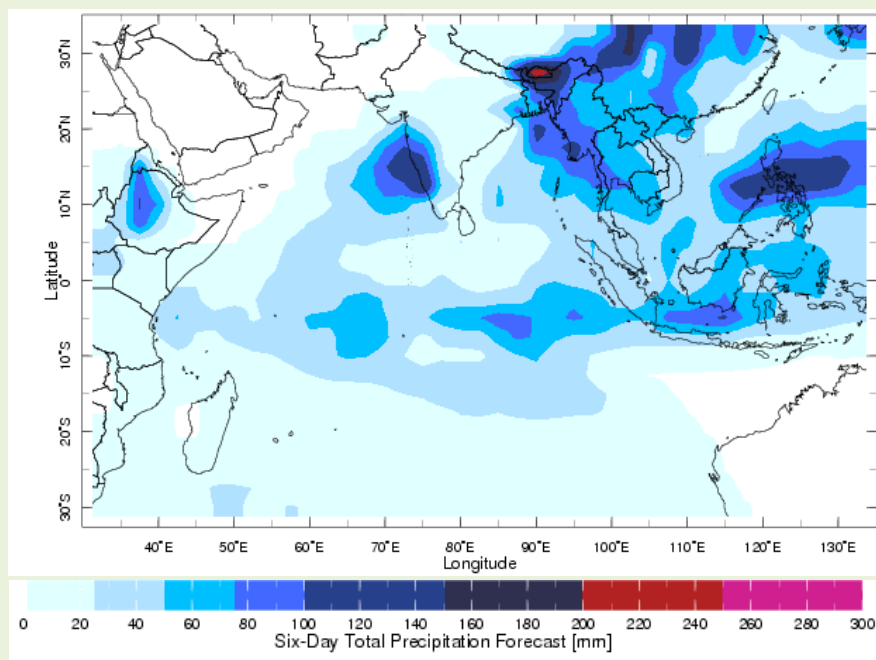 30°N
20°N
10°N
0°
10°S
20°S
30°S
Latitude
40°E 50°E 60°E 70°E 80°E 90°E 100°E 110°E 120°E 130°E
Longitude
0 20 40 60 80 100 120 140 160 180 200 220 240 260 280 300
Six-Day Total Precipitation Forecast [mm]